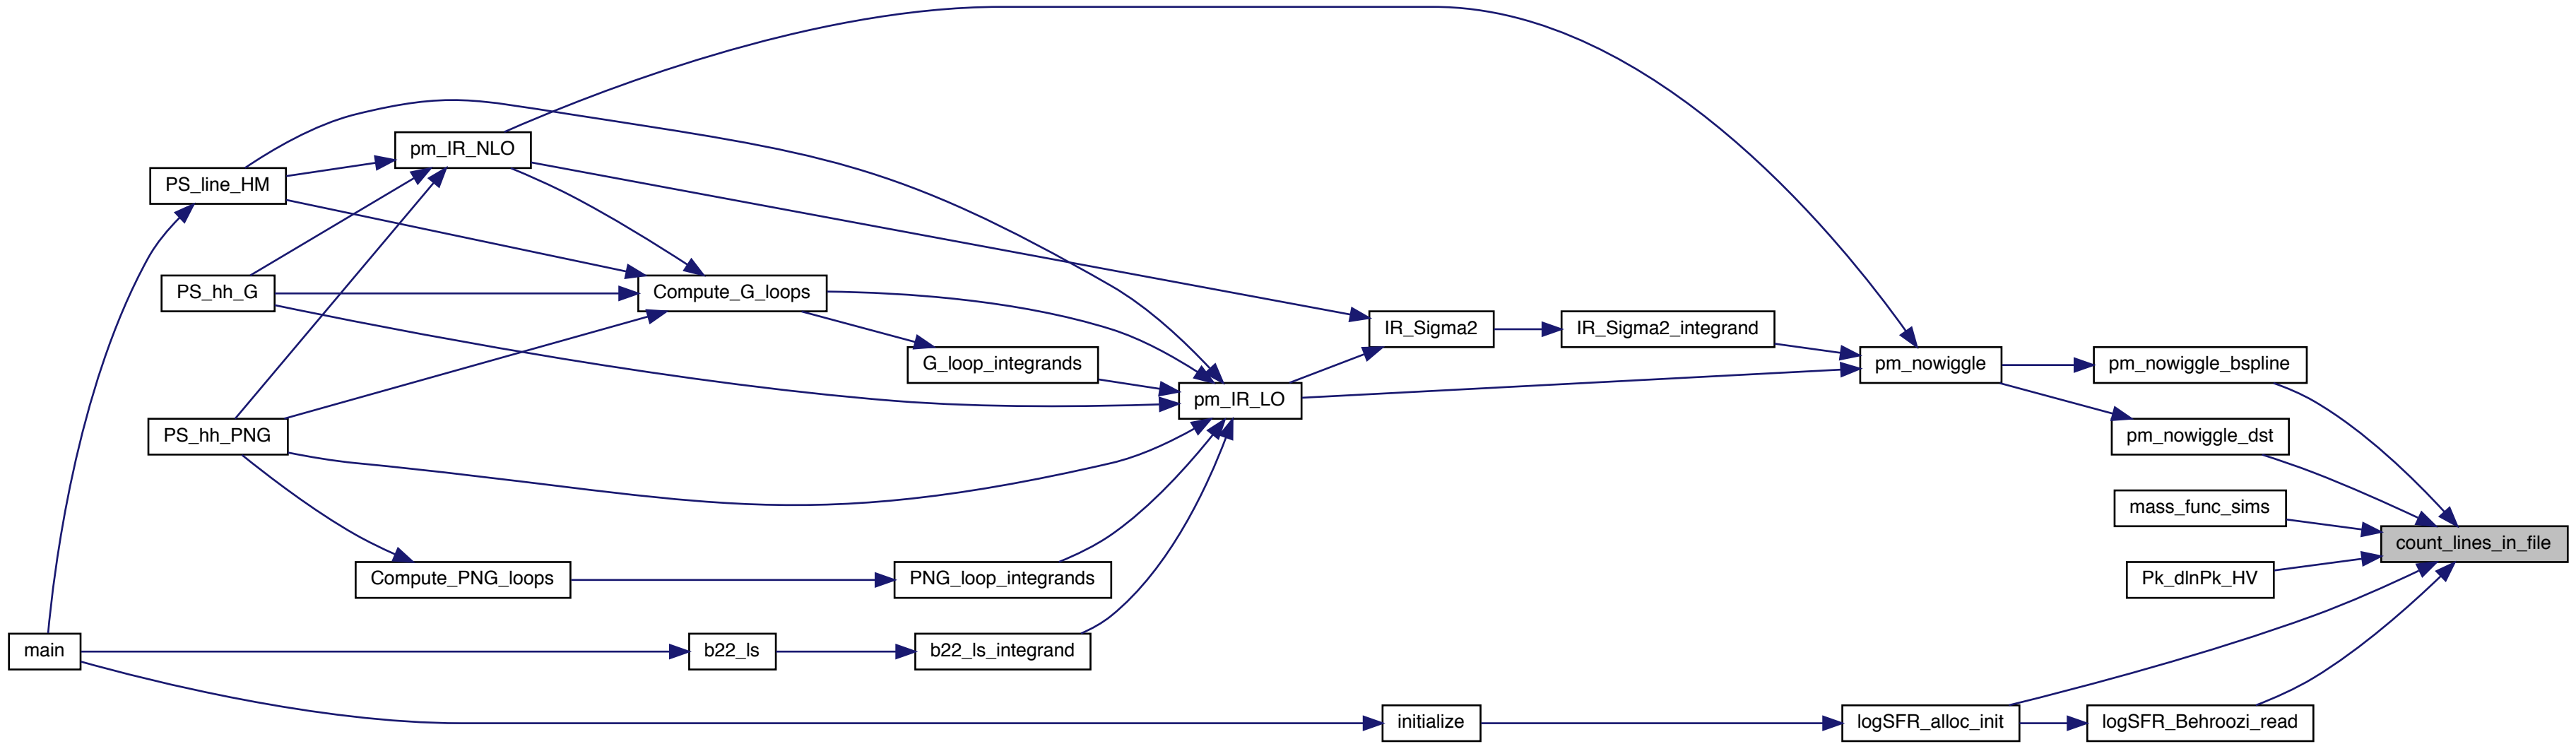 pm_IR_NLO
PS_line_HM
PS_hh_G
Compute_G_loops
IR_Sigma2
IR_Sigma2_integrand
G_loop_integrands
pm_nowiggle
pm_nowiggle_bspline
pm_IR_LO
PS_hh_PNG
pm_nowiggle_dst
mass_func_sims
count_lines_in_file
Compute_PNG_loops
PNG_loop_integrands
Pk_dlnPk_HV
main
b22_ls
b22_ls_integrand
initialize
logSFR_alloc_init
logSFR_Behroozi_read